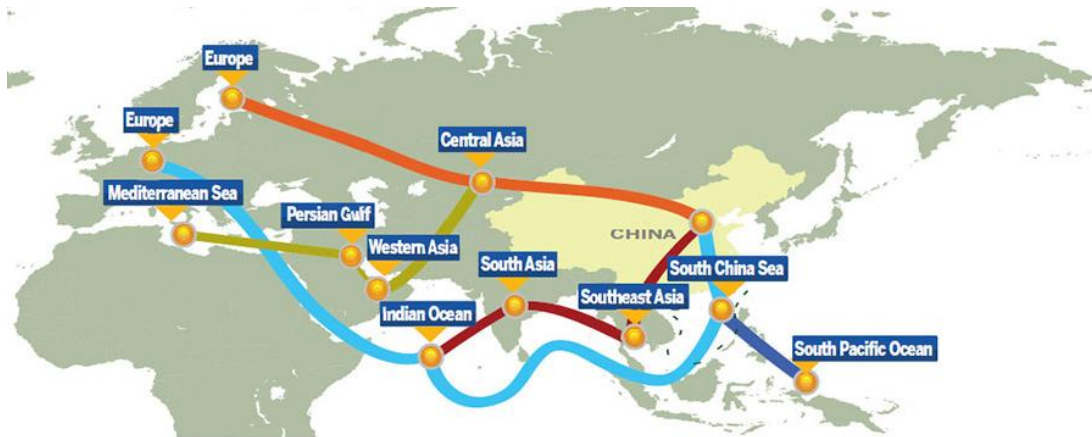 Europe
Europe
Central Asia
Mediterranean Sea
Persian Gulf
CHINA
Western Asia
South Asia
South China Sea
Southeast Asia
Indian Ocean
South Pacific Ocean